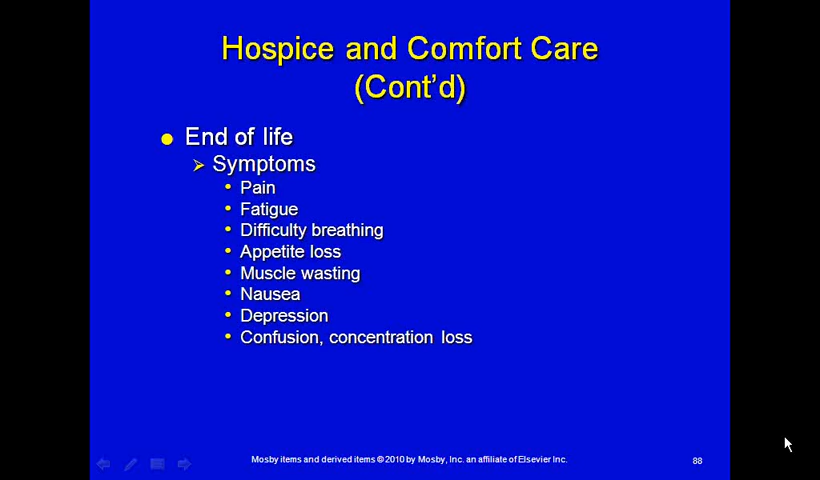 Hospice and Comfort Care
(Cont'd)
End of life
Symptoms
Pain
Fatigue
Difficulty breathing
Appetite loss
Muscle wasting
Nausea
Depression
Confusion, concentration loss
Mosby items and derived items © 2010 by Mosby, Inc. an affiliate of Elsevier Inc.
88